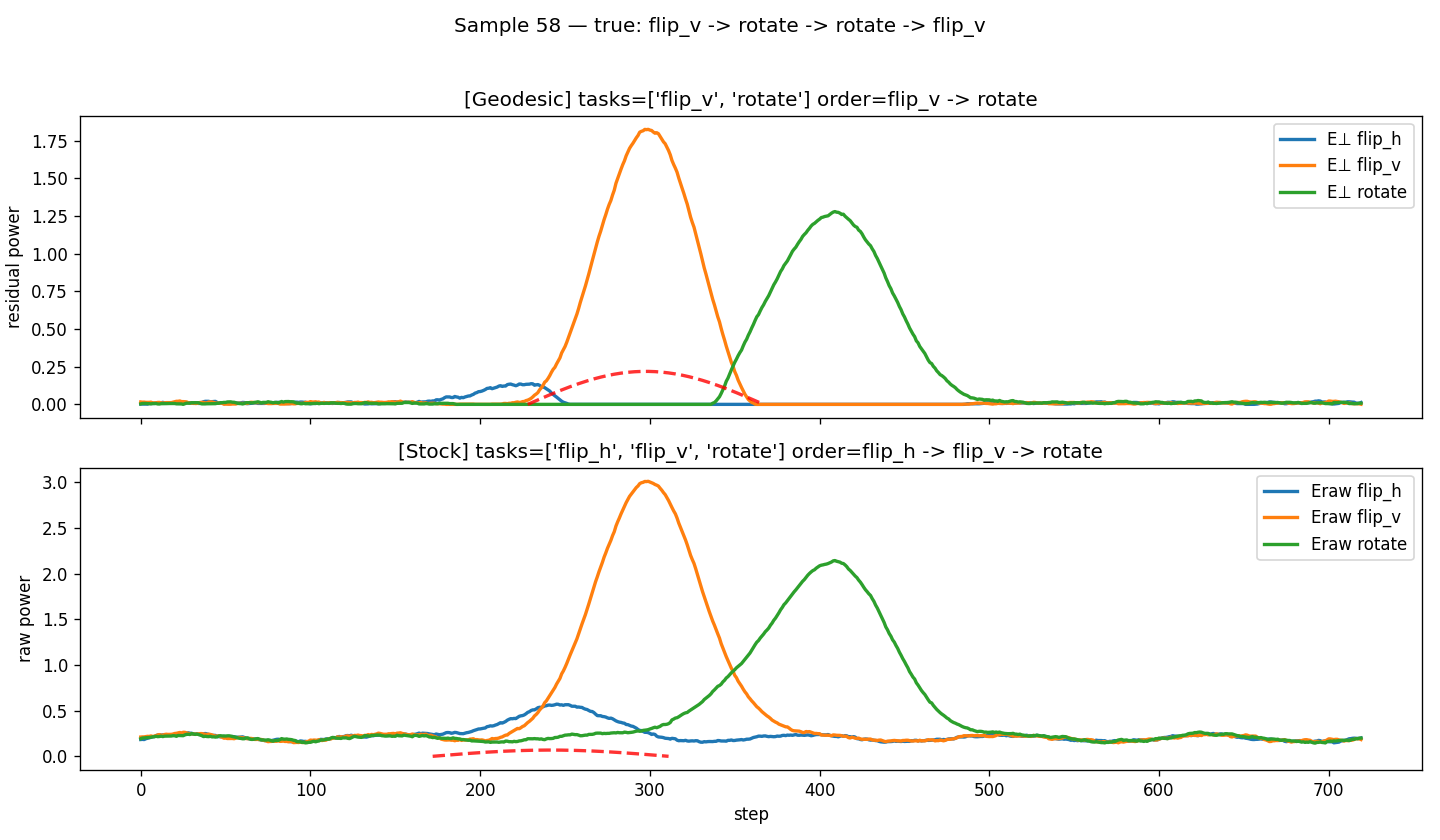 Sample 58 — true: flip_v -> rotate -> rotate -> flip_v
[Geodesic] tasks=['flip_v', 'rotate'] order=flip_v -> rotate
residual power
1.75
1.50
1.25
1.00
0.75
0.50
0.25
0.00
E⊥ flip_h
E⊥ flip_v
E⊥ rotate
[Stock] tasks=['flip_h', 'flip_v', 'rotate'] order=flip_h -> flip_v -> rotate
raw power
3.0
2.5
2.0
1.5
1.0
0.5
0.0
Eraw flip_h
Eraw flip_v
Eraw rotate
0 100 200 300 400 500 600 700
step